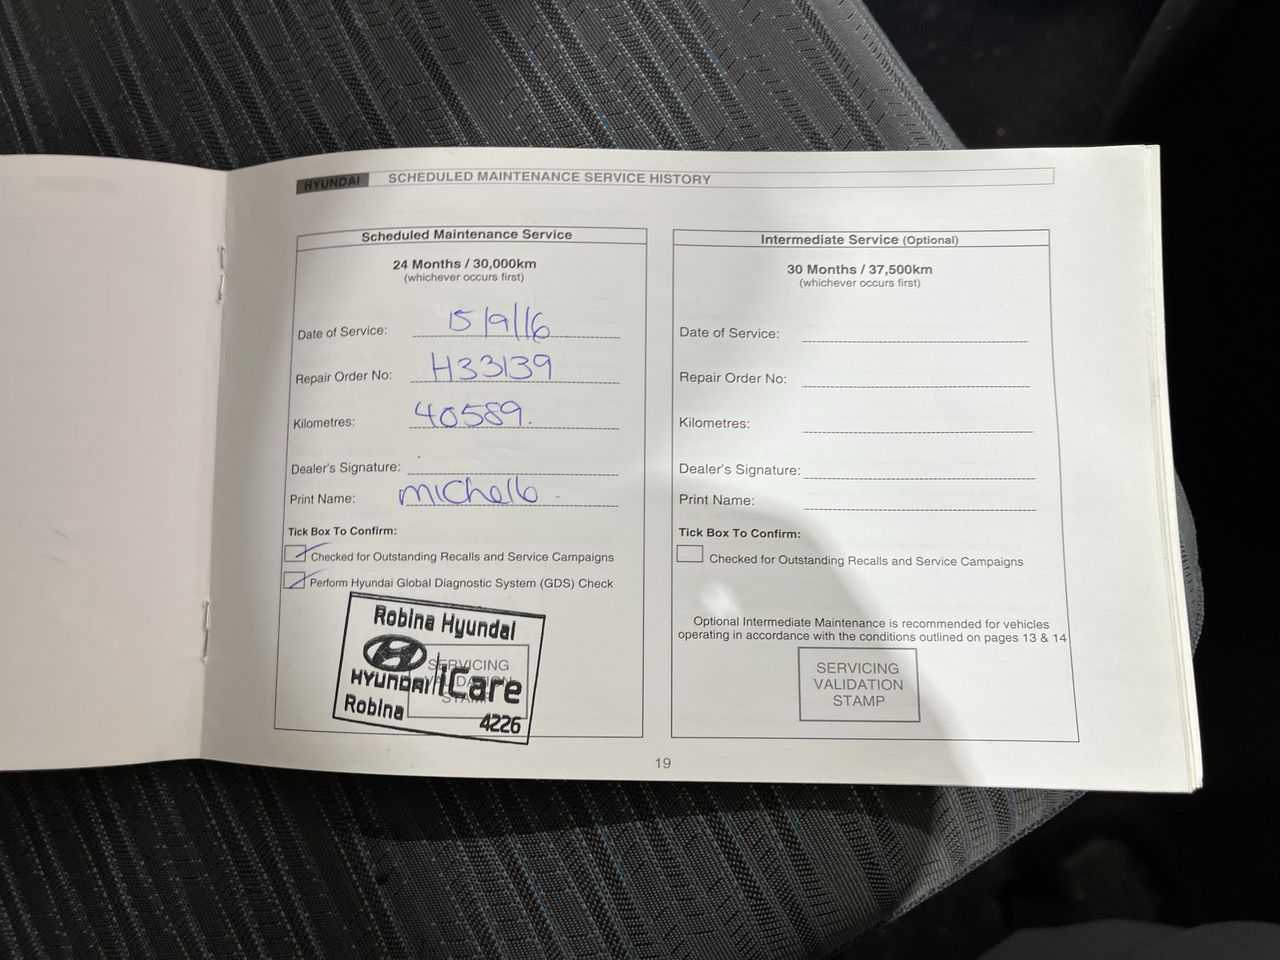 HYUNDAI SCHEDULED MAINTENANCE SERVICE HISTORY
Scheduled Maintenance Service
24 Months / 30,000km
(whichever occurs first)
Date of Service: 15/9/16
Repair Order No: H33139
Kilometres: 40589.
Dealer's Signature:
Print Name: michelle
Tick Box To Confirm:
Checked for Outstanding Recalls and Service Campaigns
Perform Hyundai Global Diagnostic System (GDS) Check
Robina Hyundai
HYUNDAI iCare
Robina 4226
SERVICING
VALIDATION
STAMP
Intermediate Service (Optional)
30 Months / 37,500km
(whichever occurs first)
Date of Service:
Repair Order No:
Kilometres:
Dealer's Signature:
Print Name:
Tick Box To Confirm:
Checked for Outstanding Recalls and Service Campaigns
Optional Intermediate Maintenance is recommended for vehicles
operating in accordance with the conditions outlined on pages 13 & 14
SERVICING
VALIDATION
STAMP
19